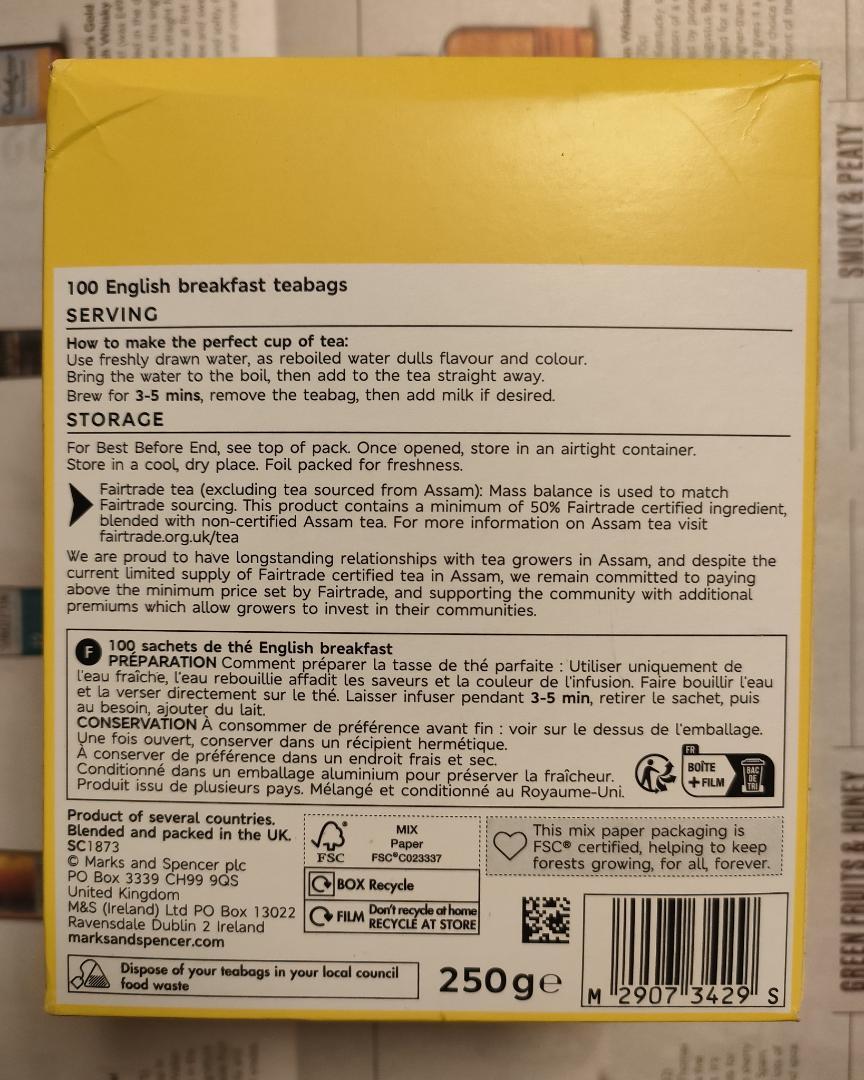 100 English breakfast teabags
SERVING
How to make the perfect cup of tea:
Use freshly drawn water, as reboiled water dulls flavour and colour.
Bring the water to the boil, then add to the tea straight away.
Brew for 3-5 mins, remove the teabag, then add milk if desired.
STORAGE
For Best Before End, see top of pack. Once opened, store in an airtight container.
Store in a cool, dry place. Foil packed for freshness.
Fairtrade tea (excluding tea sourced from Assam): Mass balance is used to match
Fairtrade sourcing. This product contains a minimum of 50% Fairtrade certified ingredient,
blended with non-certified Assam tea. For more information on Assam tea visit
fairtrade.org.uk/tea
We are proud to have longstanding relationships with tea growers in Assam, and despite the
current limited supply of Fairtrade certified tea in Assam, we remain committed to paying
above the minimum price set by Fairtrade, and supporting the community with additional
premiums which allow growers to invest in their communities.
F 100 sachets de thé English breakfast
PRÉPARATION Comment préparer la tasse de thé parfaite : Utiliser uniquement de
l'eau fraîche, l'eau rebouillie affadit les saveurs et la couleur de l'infusion. Faire bouillir l'eau
et la verser directement sur le thé. Laisser infuser pendant 3-5 min, retirer le sachet, puis
au besoin, ajouter du lait.
CONSERVATION À consommer de préférence avant fin : voir sur le dessus de l'emballage.
Une fois ouvert, conserver dans un récipient hermétique.
À conserver de préférence dans un endroit frais et sec.
Conditionné dans un emballage aluminium pour préserver la fraîcheur.
Produit issu de plusieurs pays. Mélangé et conditionné au Royaume-Uni.
FR
BOÎTE
+ FILM
BAC
DE
TRI
Product of several countries.
Blended and packed in the UK.
SC1873
© Marks and Spencer plc
PO Box 3339 CH99 9QS
United Kingdom
M&S (Ireland) Ltd PO Box 13022
Ravensdale Dublin 2 Ireland
marksandspencer.com
FSC
MIX
Paper
FSC® C023337
BOX Recycle
FILM Don't recycle at home
RECYCLE AT STORE
This mix paper packaging is
FSC® certified, helping to keep
forests growing, for all, forever.
Dispose of your teabags in your local council
food waste
250g℮
M 2907 3429 S
SMOKY & PEATY
GREEN FRUITS & HONEY